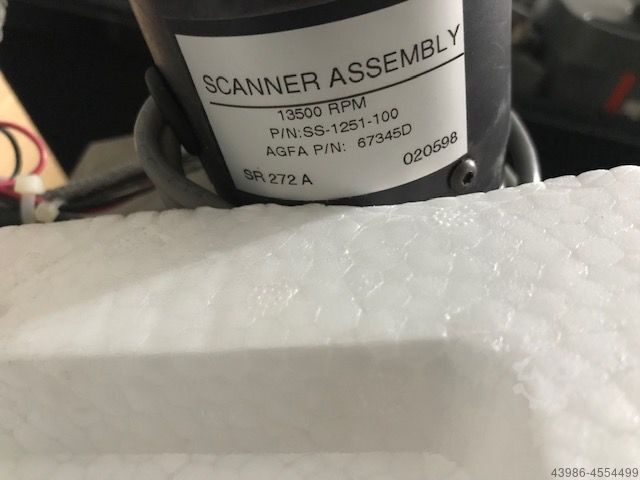 SCANNER ASSEMBLY
13500 RPM
P/N:SS-1251-100
AGFA P/N: 67345D
SR 272 A 020598
43986-4554499